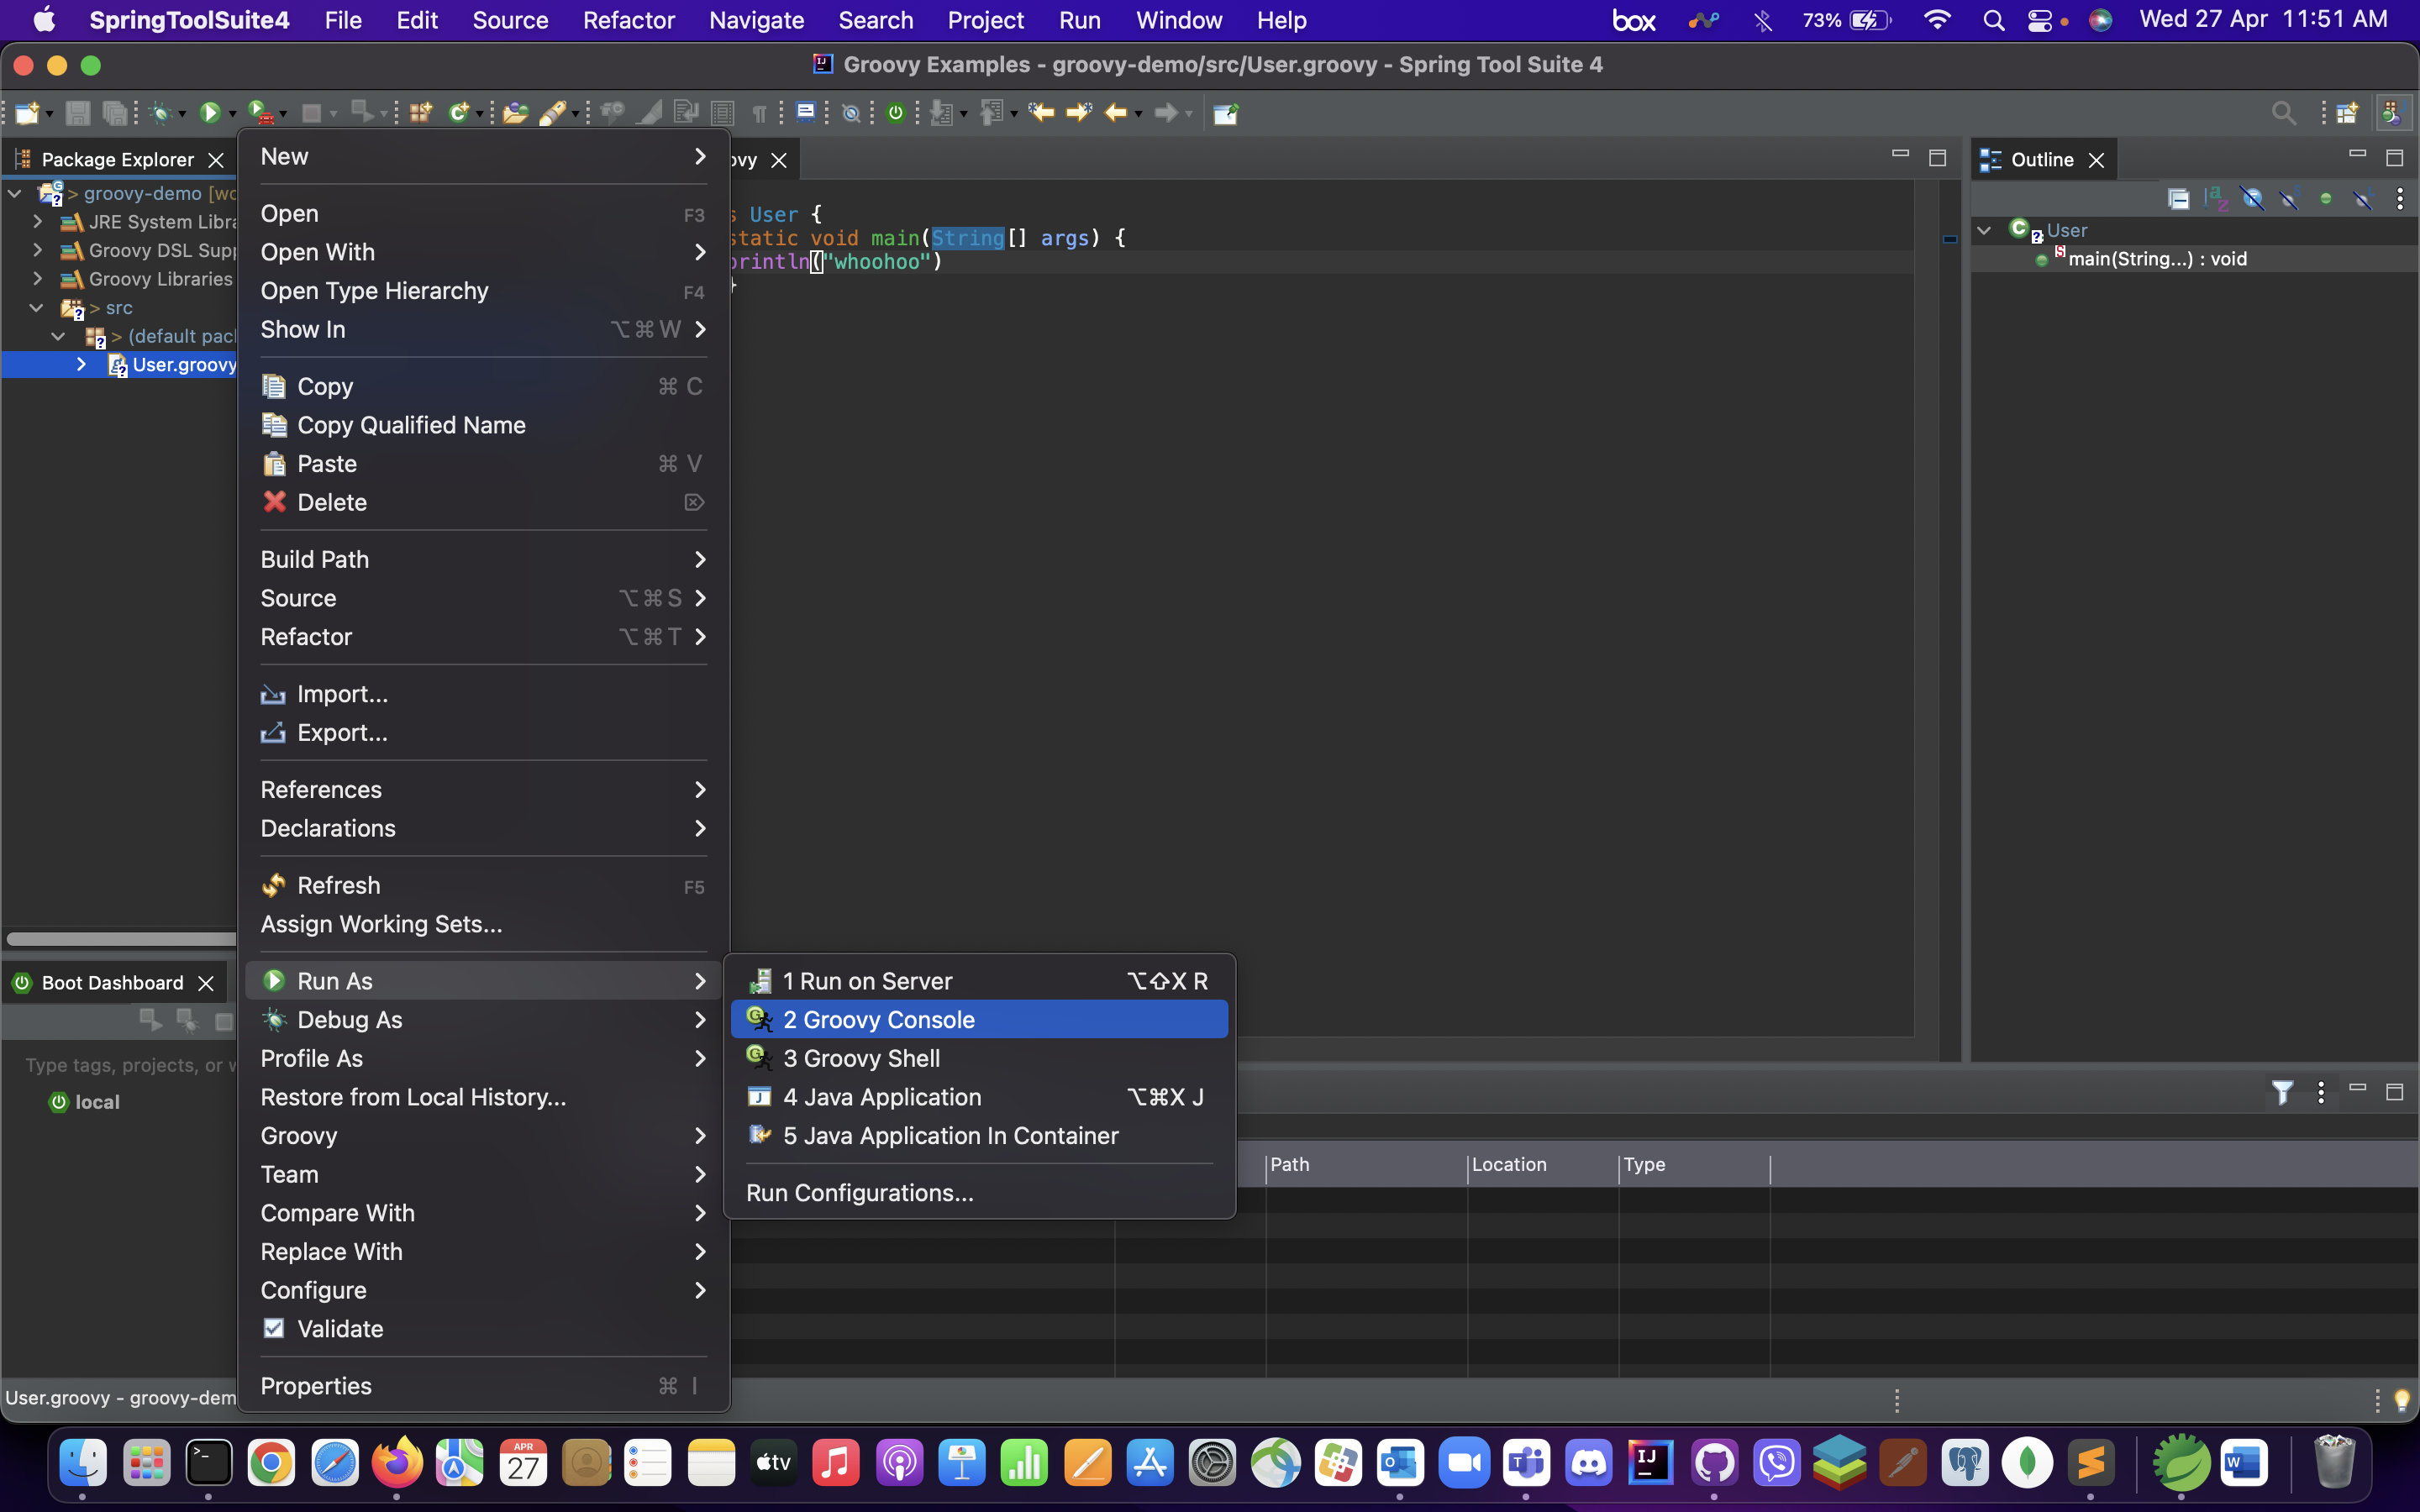 SpringToolSuite4 File Edit Source Refactor Navigate Search Project Run Window Help box 73% Wed 27 Apr 11:51 AM
Groovy Examples - groovy-demo/src/User.groovy - Spring Tool Suite 4
Package Explorer
> groovy-demo
JRE System Libra
Groovy DSL Supp
Groovy Libraries
> src
> (default pac
User.groovy
Boot Dashboard
Type tags, projects, or w
local
User.groovy - groovy-dem
New
Open F3
Open With
Open Type Hierarchy F4
Show In ⌥⌘W
Copy ⌘ C
Copy Qualified Name
Paste ⌘ V
Delete ⌦
Build Path
Source ⌥⌘S
Refactor ⌥⌘T
Import...
Export...
References
Declarations
Refresh F5
Assign Working Sets...
Run As
Debug As
Profile As
Restore from Local History...
Groovy
Team
Compare With
Replace With
Configure
Validate
Properties ⌘ I
1 Run on Server ⌥⇧X R
2 Groovy Console
3 Groovy Shell
4 Java Application ⌥⌘X J
5 Java Application In Container
Run Configurations...
ovy
s User {
static void main(String[] args) {
println("whoohoo")
}
Outline
User
main(String...) : void
Path Location Type
APR
27
tv
IJ
W